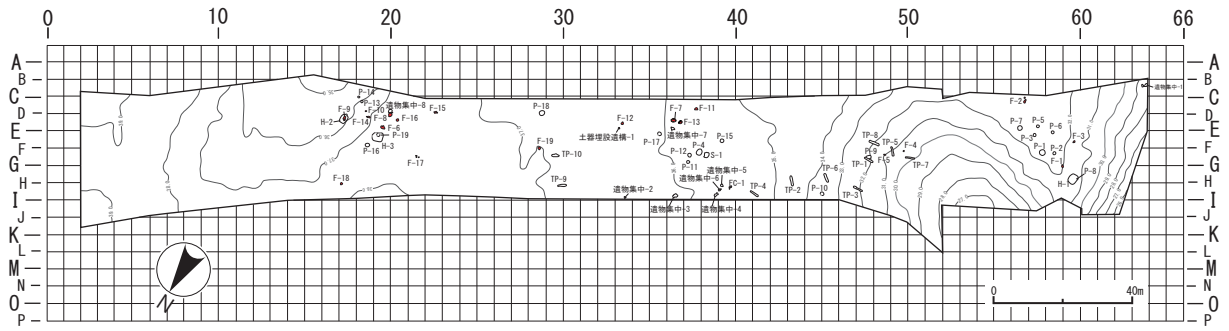 0 10 20 30 40 50 60 66
A A
B B
C C
D D
E E
F F
G G
H H
I I
J J
K K
L L
M M
N N
O O
P P
P-14
P-13
遺物集中-8
F-9
F-10
F-15
H-2
F-14
F-8
F-16
F-6
P-19
H-3
P-16
F-17
F-18
P-18
F-12
土器埋設遺構-1
F-19
TP-10
TP-9
遺物集中-2
F-7
F-11
F-13
遺物集中-7
P-17
P-15
P-12
P-4
S-1
P-11
遺物集中-5
遺物集中-6
FC-1
TP-4
遺物集中-3
遺物集中-4
TP-2
TP-6
P-10
TP-3
TP-8
TP-5
F-4
TP-1
P-9
F-5
TP-7
F-2
P-7
P-5
P-6
P-3
F-3
P-1
P-2
F-1
P-8
H-1
遺物集中-1
N
0 40m